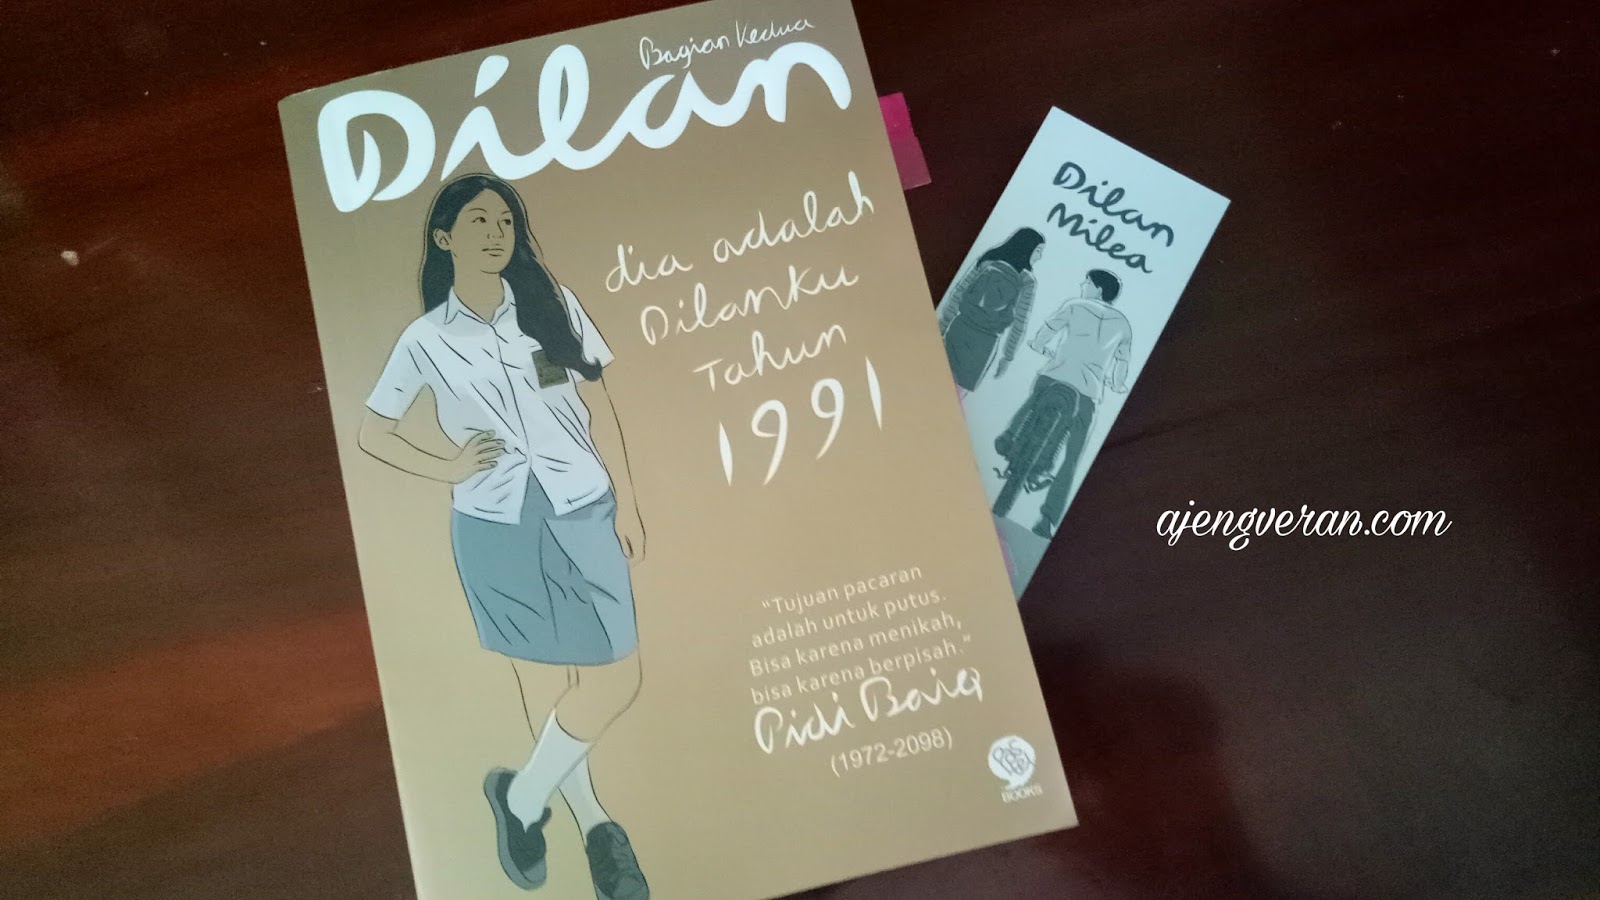 Bagian Kedua
Dilan
dia adalah
Dilanku
Tahun
1991
"Tujuan pacaran
adalah untuk putus.
Bisa karena menikah,
bisa karena berpisah."
Pidi Baiq
(1972-2098)
BOOKS
Dilan
Milea
ajengveran.com